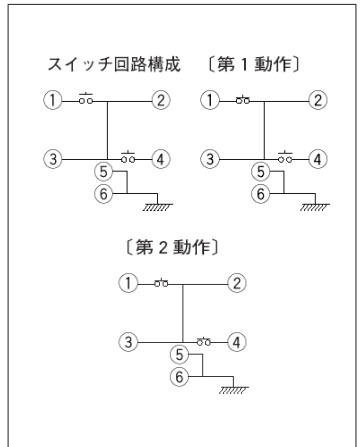 スイッチ回路構成 〔第1動作〕
① ② ① ②
③ ④ ③ ④
⑤ ⑤
⑥ ⑥
〔第2動作〕
① ②
③ ④
⑤
⑥